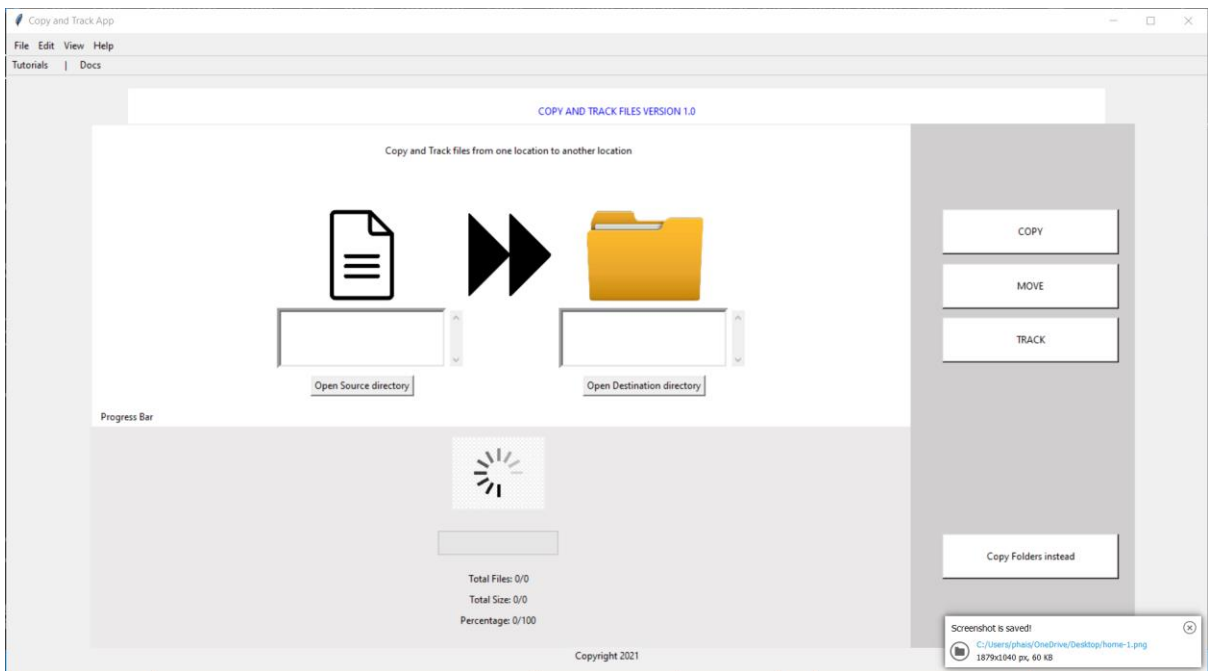 Copy and Track App
File Edit View Help
Tutorials | Docs
COPY AND TRACK FILES VERSION 1.0
Copy and Track files from one location to another location
COPY
MOVE
TRACK
Open Source directory
Open Destination directory
Progress Bar
Total Files: 0/0
Total Size: 0/0
Percentage: 0/100
Copy Folders instead
Copyright 2021
Screenshot is saved!
C:/Users/phais/OneDrive/Desktop/home-1.png
1879x1040 px, 60 KB